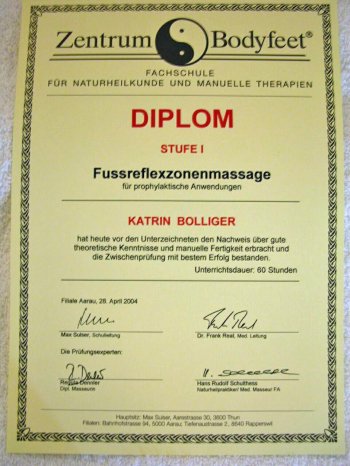 Zentrum Bodyfeet®
FACHSCHULE
FÜR NATURHEILKUNDE UND MANUELLE THERAPIEN
DIPLOM
STUFE I
Fussreflexzonenmassage
für prophylaktische Anwendungen
KATRIN BOLLIGER
hat heute vor den Unterzeichneten den Nachweis über gute
theoretische Kenntnisse und manuelle Fertigkeit erbracht und
die Zwischenprüfung mit bestem Erfolg bestanden.
Unterrichtsdauer: 60 Stunden
Filiale Aarau, 28. April 2004
Max Sulser, Schulleitung
Dr. Frank Real, Med. Leitung
Die Prüfungsexperten:
Regula Dennler
Dipl. Masseurin
Hans Rudolf Schulthess
Naturheilpraktiker/ Med. Masseur FA
Hauptsitz: Max Sulser, Aarestrasse 30, 3600 Thun
Filialen: Bahnhofstrasse 94, 5000 Aarau; Tiefenaustrasse 2, 8640 Rapperswil